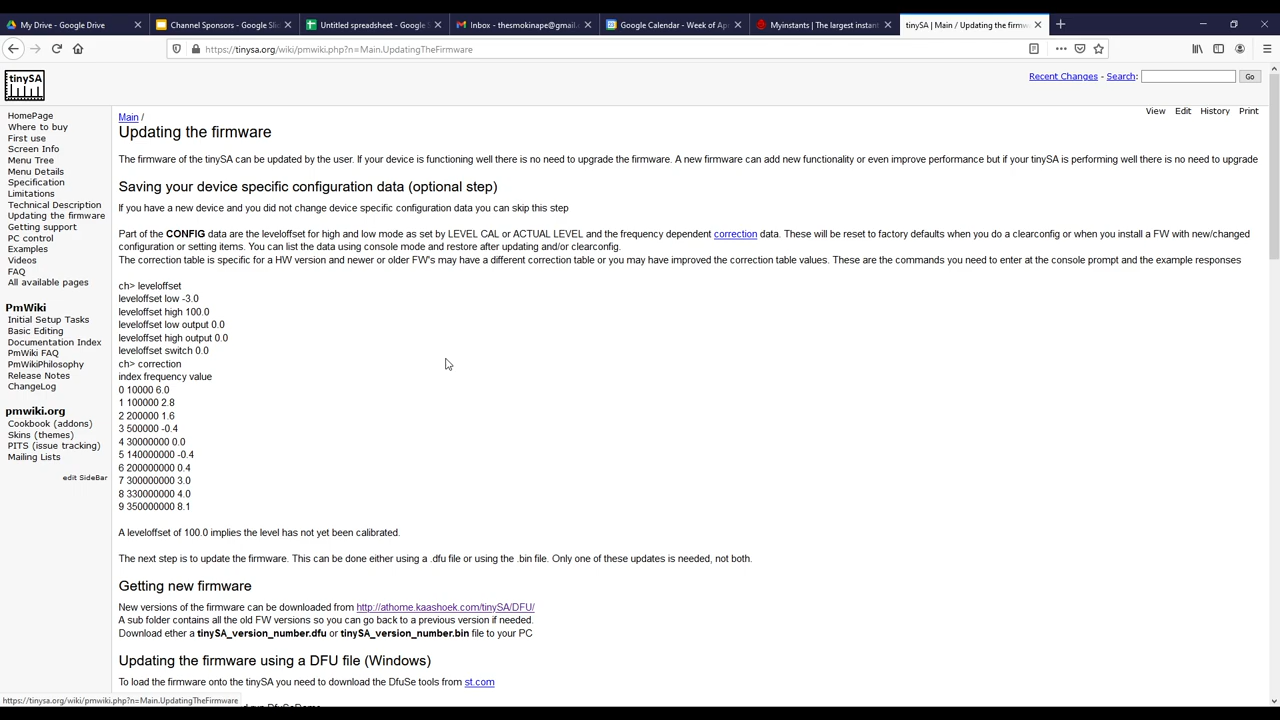 My Drive - Google Drive
Channel Sponsors - Google Sli
Untitled spreadsheet - Google S
Inbox - thesmokinape@gmail.
Google Calendar - Week of Ap
Myinstants | The largest instant
tinySA | Main / Updating the firmw
https://tinysa.org/wiki/pmwiki.php?n=Main.UpdatingTheFirmware
tinySA
Recent Changes - Search:
Go
View Edit History Print
HomePage
Where to buy
First use
Screen Info
Menu Tree
Menu Details
Specification
Limitations
Technical Description
Updating the firmware
Getting support
PC control
Examples
Videos
FAQ
All available pages
PmWiki
Initial Setup Tasks
Basic Editing
Documentation Index
PmWiki FAQ
PmWikiPhilosophy
Release Notes
ChangeLog
pmwiki.org
Cookbook (addons)
Skins (themes)
PITS (issue tracking)
Mailing Lists
edit SideBar
Main /
Updating the firmware
The firmware of the tinySA can be updated by the user. If your device is functioning well there is no need to upgrade the firmware. A new firmware can add new functionality or even improve performance but if your tinySA is performing well there is no need to upgrade
Saving your device specific configuration data (optional step)
If you have a new device and you did not change device specific configuration data you can skip this step
Part of the CONFIG data are the leveloffset for high and low mode as set by LEVEL CAL or ACTUAL LEVEL and the frequency dependent correction data. These will be reset to factory defaults when you do a clearconfig or when you install a FW with new/changed
configuration or setting items. You can list the data using console mode and restore after updating and/or clearconfig.
The correction table is specific for a HW version and newer or older FW's may have a different correction table or you may have improved the correction table values. These are the commands you need to enter at the console prompt and the example responses
ch> leveloffset
leveloffset low -3.0
leveloffset high 100.0
leveloffset low output 0.0
leveloffset high output 0.0
leveloffset switch 0.0
ch> correction
index frequency value
0 10000 6.0
1 100000 2.8
2 200000 1.6
3 500000 -0.4
4 30000000 0.0
5 140000000 -0.4
6 200000000 0.4
7 300000000 3.0
8 330000000 4.0
9 350000000 8.1
A leveloffset of 100.0 implies the level has not yet been calibrated.
The next step is to update the firmware. This can be done either using a .dfu file or using the .bin file. Only one of these updates is needed, not both.
Getting new firmware
New versions of the firmware can be downloaded from http://athome.kaashoek.com/tinySA/DFU/
A sub folder contains all the old FW versions so you can go back to a previous version if needed.
Download ether a tinySA_version_number.dfu or tinySA_version_number.bin file to your PC
Updating the firmware using a DFU file (Windows)
To load the firmware onto the tinySA you need to download the DfuSe tools from st.com
https://tinysa.org/wiki/pmwiki.php?n=Main.UpdatingTheFirmware